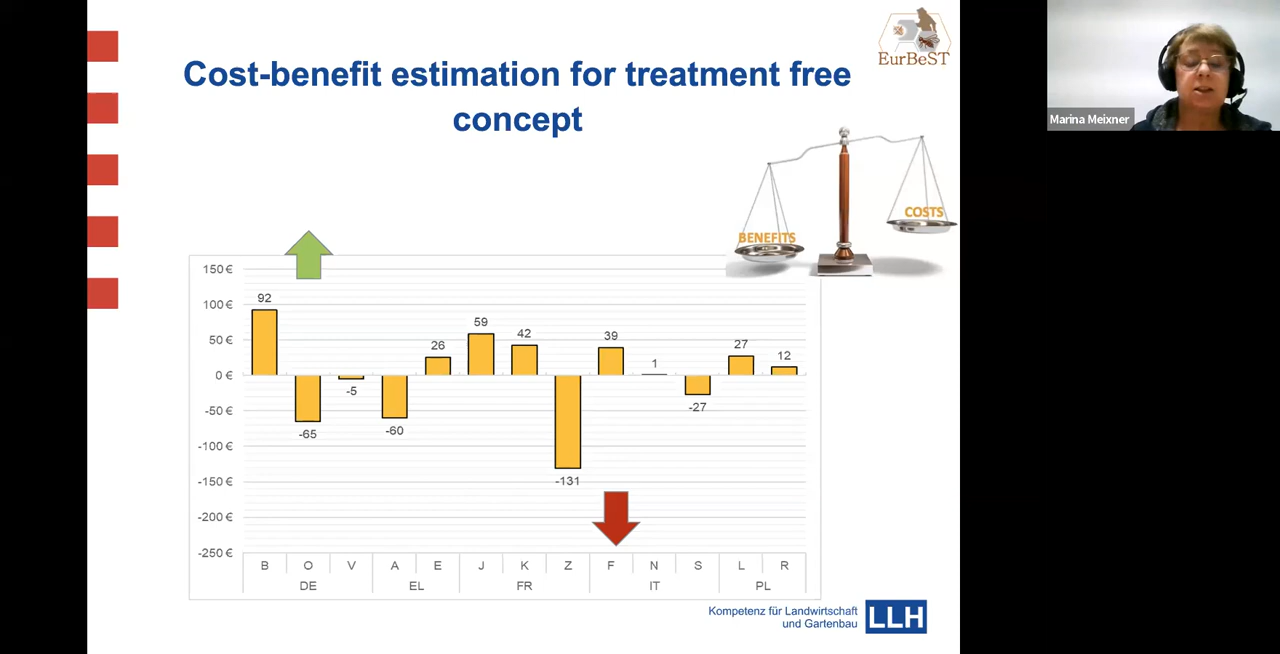 EurBeST
Cost-benefit estimation for treatment free
concept
Marina Meixner
COSTS
BENEFITS
150 €
100 €
50 €
0 €
-50 €
-100 €
-150 €
-200 €
-250 €
92
-65
-5
-60
26
59
42
-131
39
1
-27
27
12
B O V A E J K Z F N S L R
DE EL FR IT PL
Kompetenz für Landwirtschaft
und Gartenbau
LLH